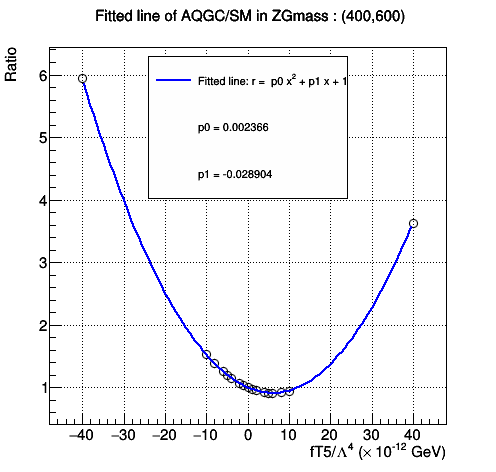 Fitted line of AQGC/SM in ZGmass : (400,600)
Ratio
Fitted line: r = p0 x² + p1 x + 1
p0 = 0.002366
p1 = -0.028904
6
5
4
3
2
1
−40 −30 −20 −10 0 10 20 30 40
fT5/Λ⁴ (× 10⁻¹² GeV)